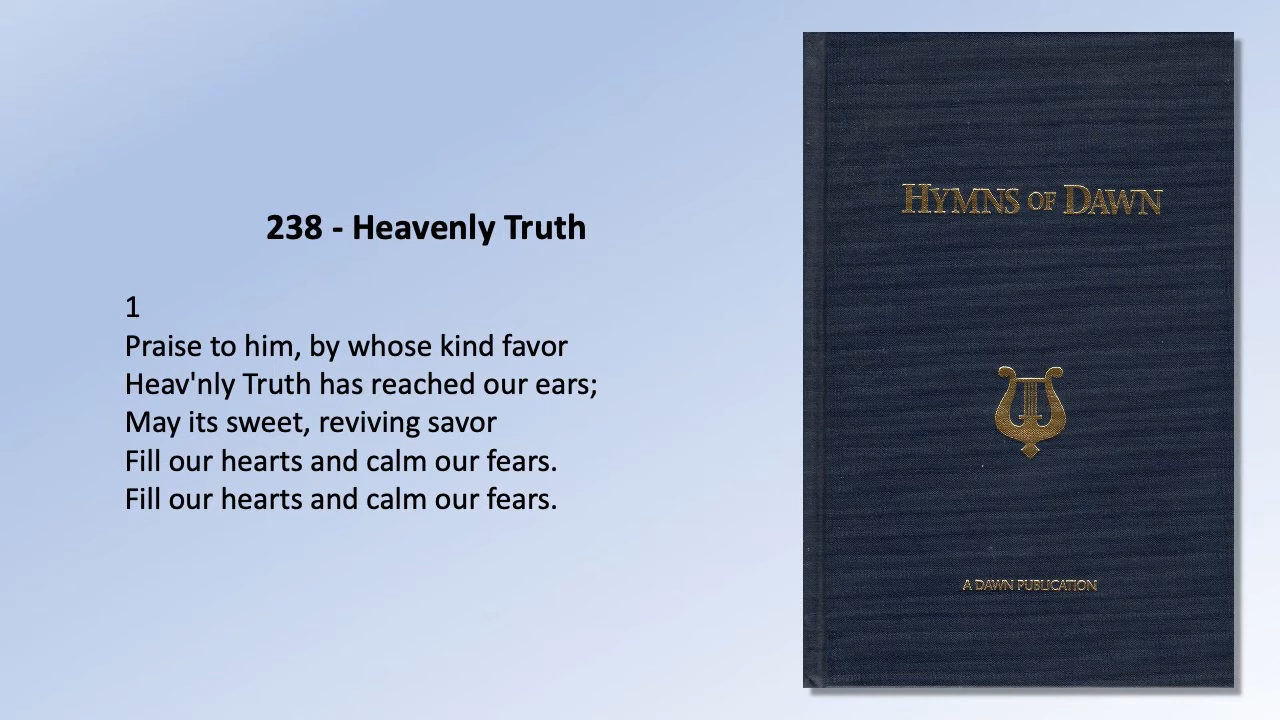 238 - Heavenly Truth
1
Praise to him, by whose kind favor
Heav'nly Truth has reached our ears;
May its sweet, reviving savor
Fill our hearts and calm our fears.
Fill our hearts and calm our fears.
HYMNS OF DAWN
A DAWN PUBLICATION